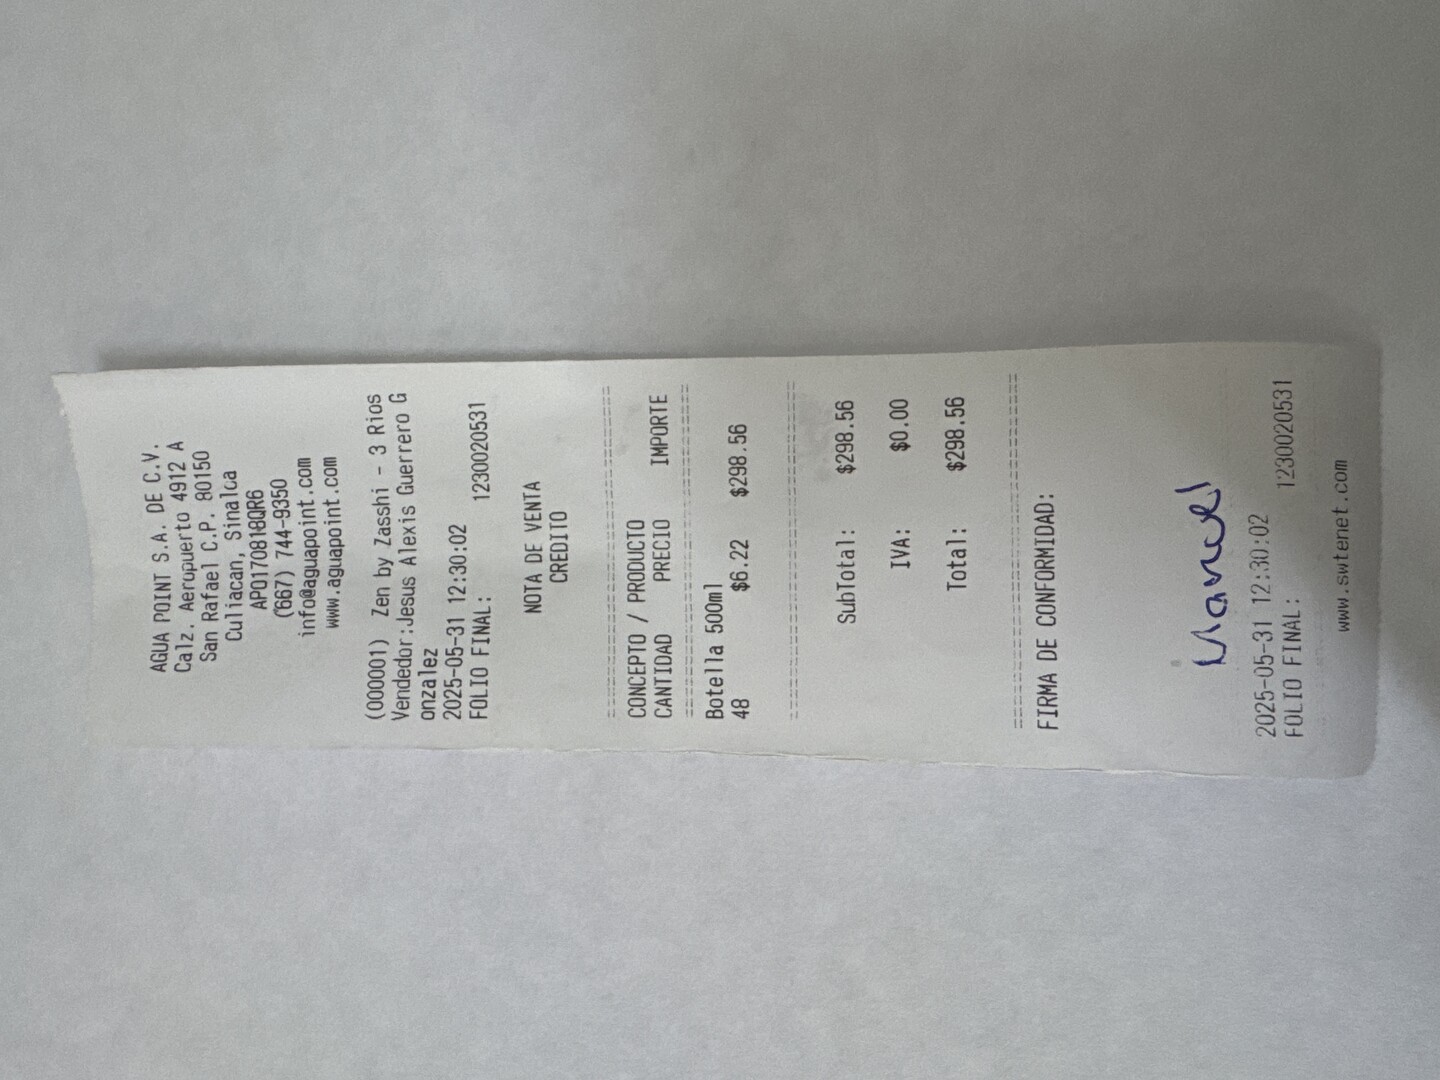 AGUA POINT S.A. DE C.V.
Calz. Aeropuerto 4912 A
San Rafael C.P. 80150
Culiacan, Sinaloa
APO170818QR6
(667) 744-9350
info@aguapoint.com
www.aguapoint.com
(000001) Zen by Zasshi - 3 Rios
Vendedor:Jesus Alexis Guerrero G
onzalez
2025-05-31 12:30:02
FOLIO FINAL: 1230020531
NOTA DE VENTA
CREDITO
CONCEPTO / PRODUCTO
CANTIDAD PRECIO IMPORTE
Botella 500ml
48 $6.22 $298.56
SubTotal: $298.56
IVA: $0.00
Total: $298.56
FIRMA DE CONFORMIDAD:
Manuel
2025-05-31 12:30:02
FOLIO FINAL: 1230020531
www.swtenet.com